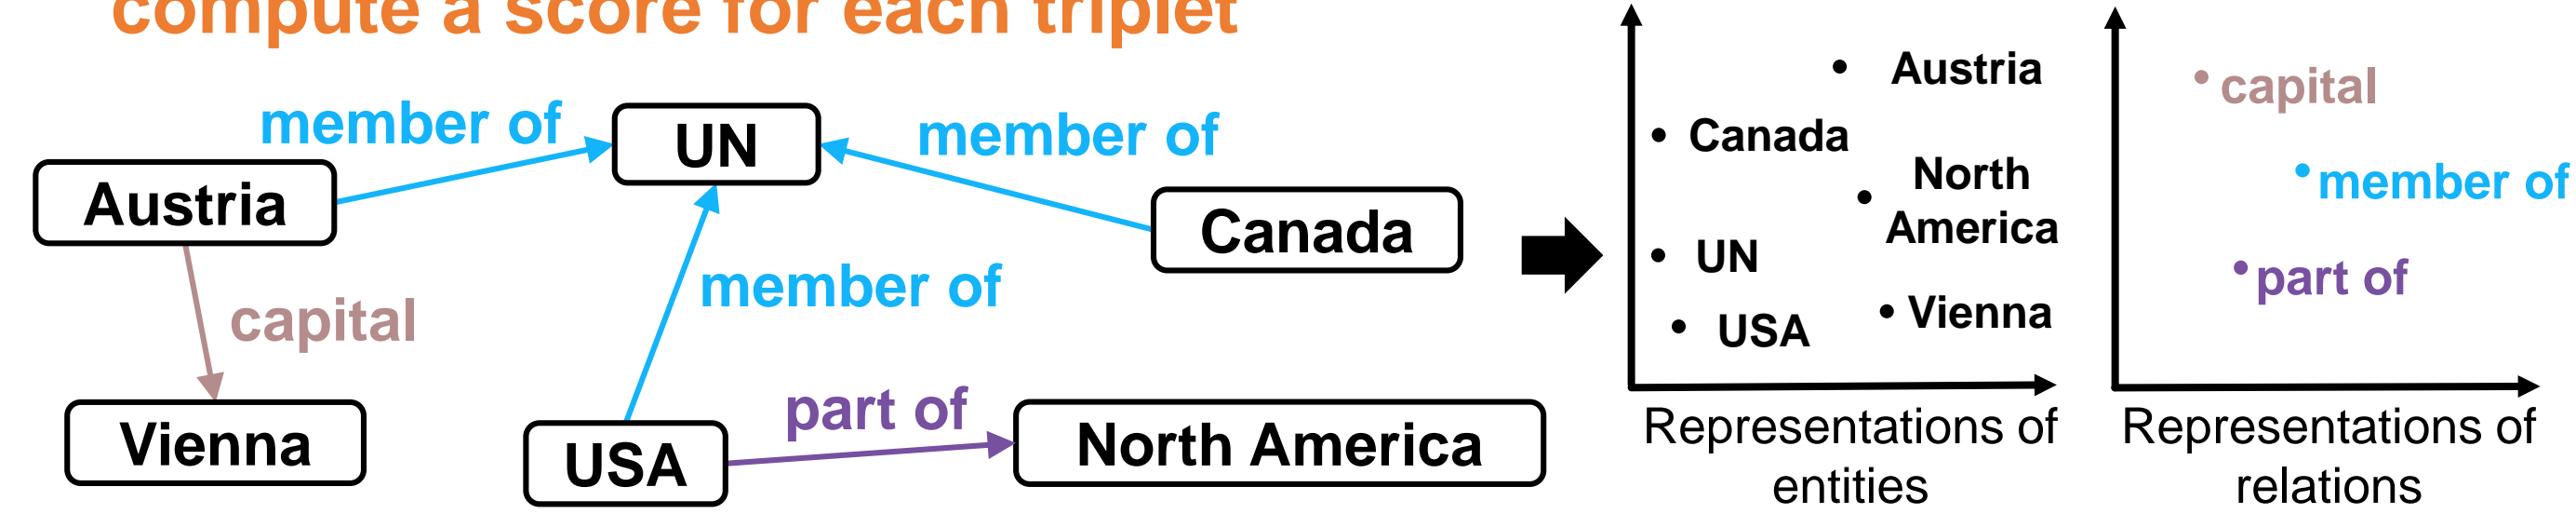 compute a score for each triplet
member of
UN
member of
Austria
Canada
member of
capital
Vienna
USA
part of
North America
Austria
Canada
North
America
UN
USA
Vienna
Representations of
entities
capital
member of
part of
Representations of
relations